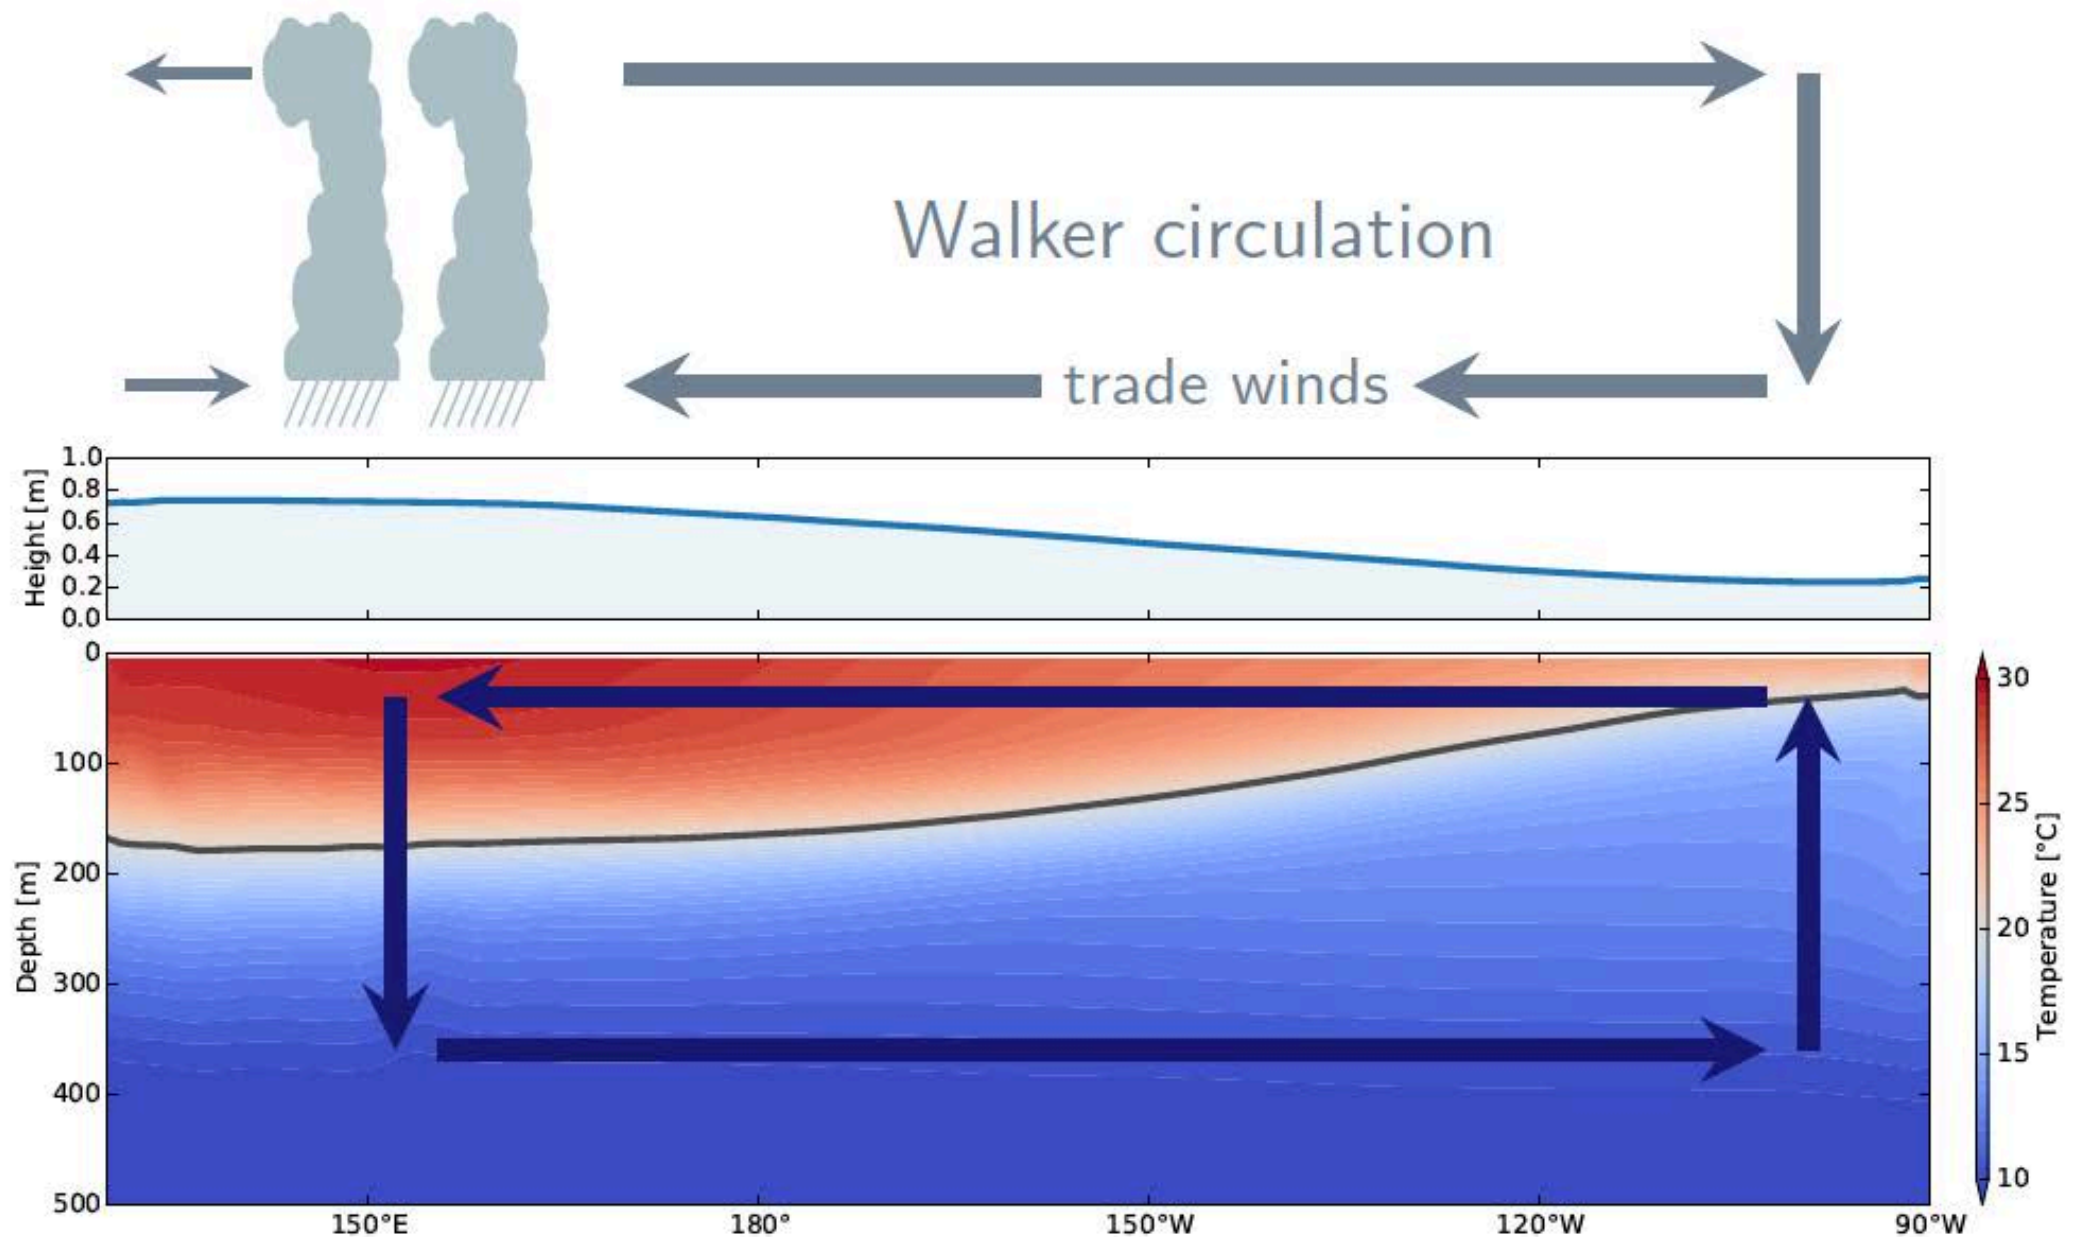 Walker circulation
trade winds
Height [m]
1.0
0.8
0.6
0.4
0.2
0.0
Depth [m]
0
100
200
300
400
500
150°E
180°
150°W
120°W
90°W
30
25
20
15
10
Temperature [°C]